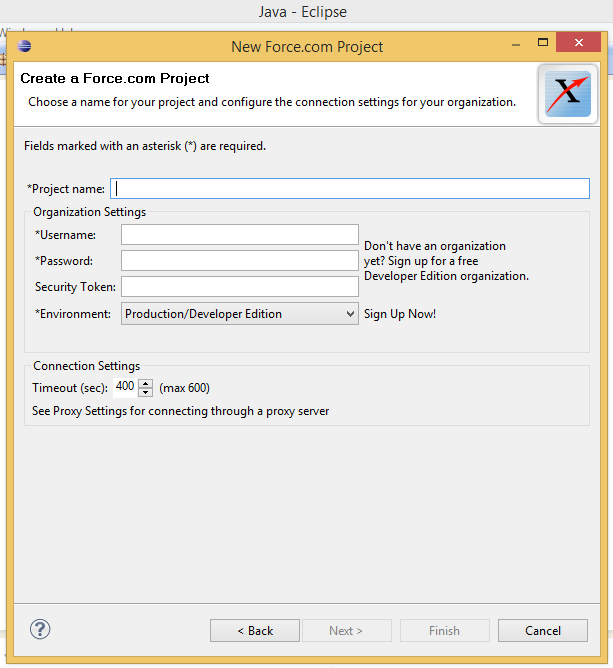 Java - Eclipse
New Force.com Project
Create a Force.com Project
Choose a name for your project and configure the connection settings for your organization.
X
Fields marked with an asterisk (*) are required.
*Project name:
Organization Settings
*Username:
*Password:
Security Token:
*Environment: Production/Developer Edition
Don't have an organization
yet? Sign up for a free
Developer Edition organization.
Sign Up Now!
Connection Settings
Timeout (sec): 400 (max 600)
See Proxy Settings for connecting through a proxy server
?
< Back Next > Finish Cancel